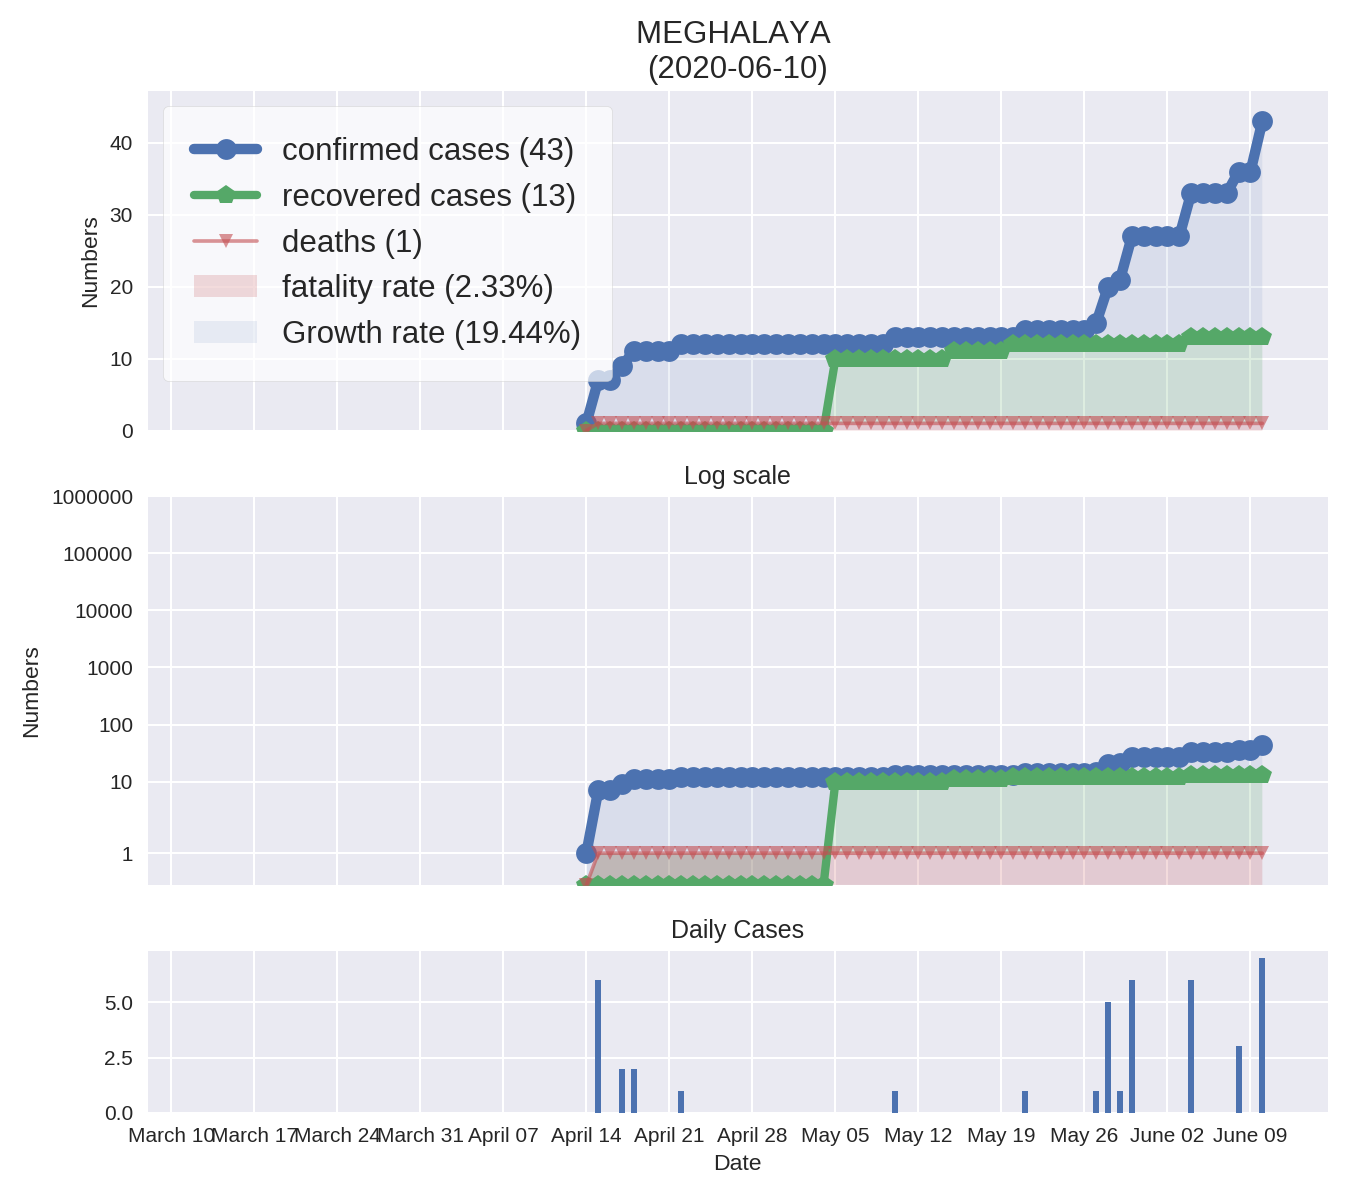 MEGHALAYA
(2020-06-10)
confirmed cases (43)
recovered cases (13)
deaths (1)
fatality rate (2.33%)
Growth rate (19.44%)
Numbers
40
30
20
10
0
Log scale
Numbers
1000000
100000
10000
1000
100
10
1
Daily Cases
5.0
2.5
0.0
March 10 March 17 March 24 March 31 April 07 April 14 April 21 April 28 May 05 May 12 May 19 May 26 June 02 June 09
Date